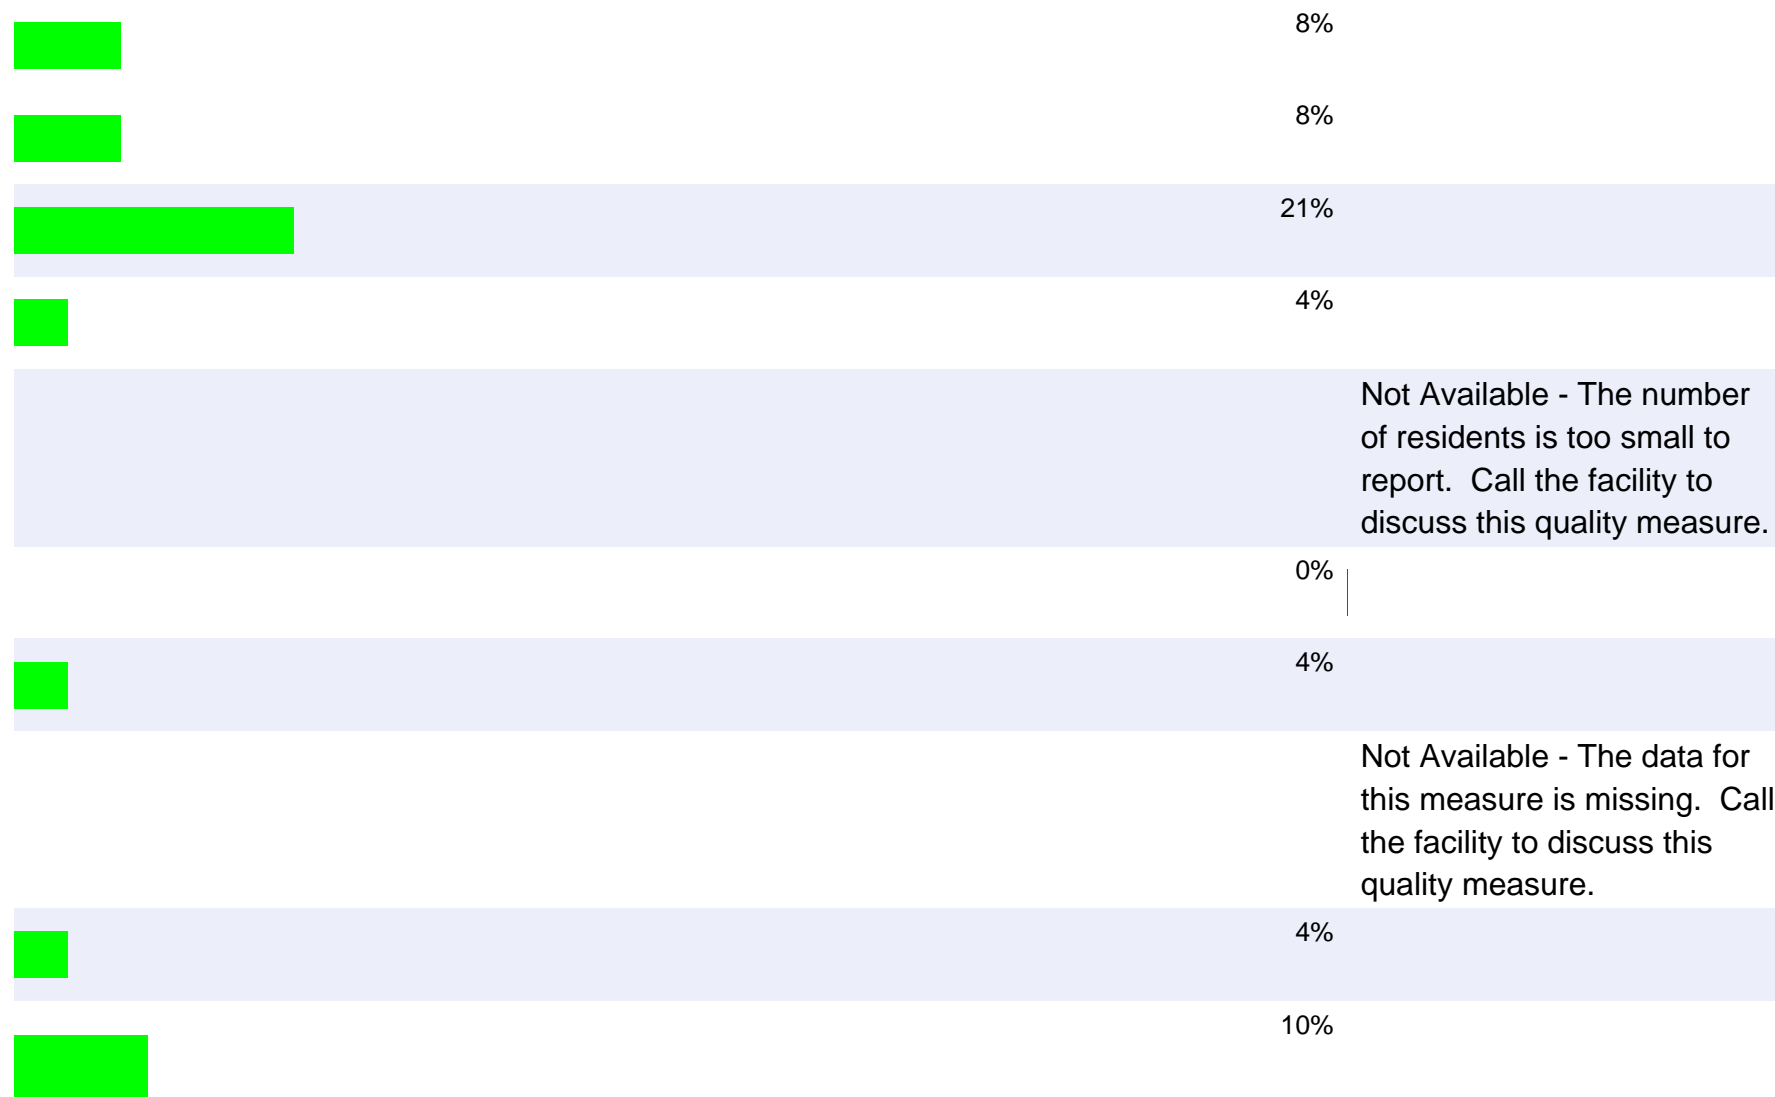 8%
8%
21%
4%
Not Available - The number
of residents is too small to
report.  Call the facility to
discuss this quality measure.
0%
4%
Not Available - The data for
this measure is missing.  Call
the facility to discuss this
quality measure.
4%
10%